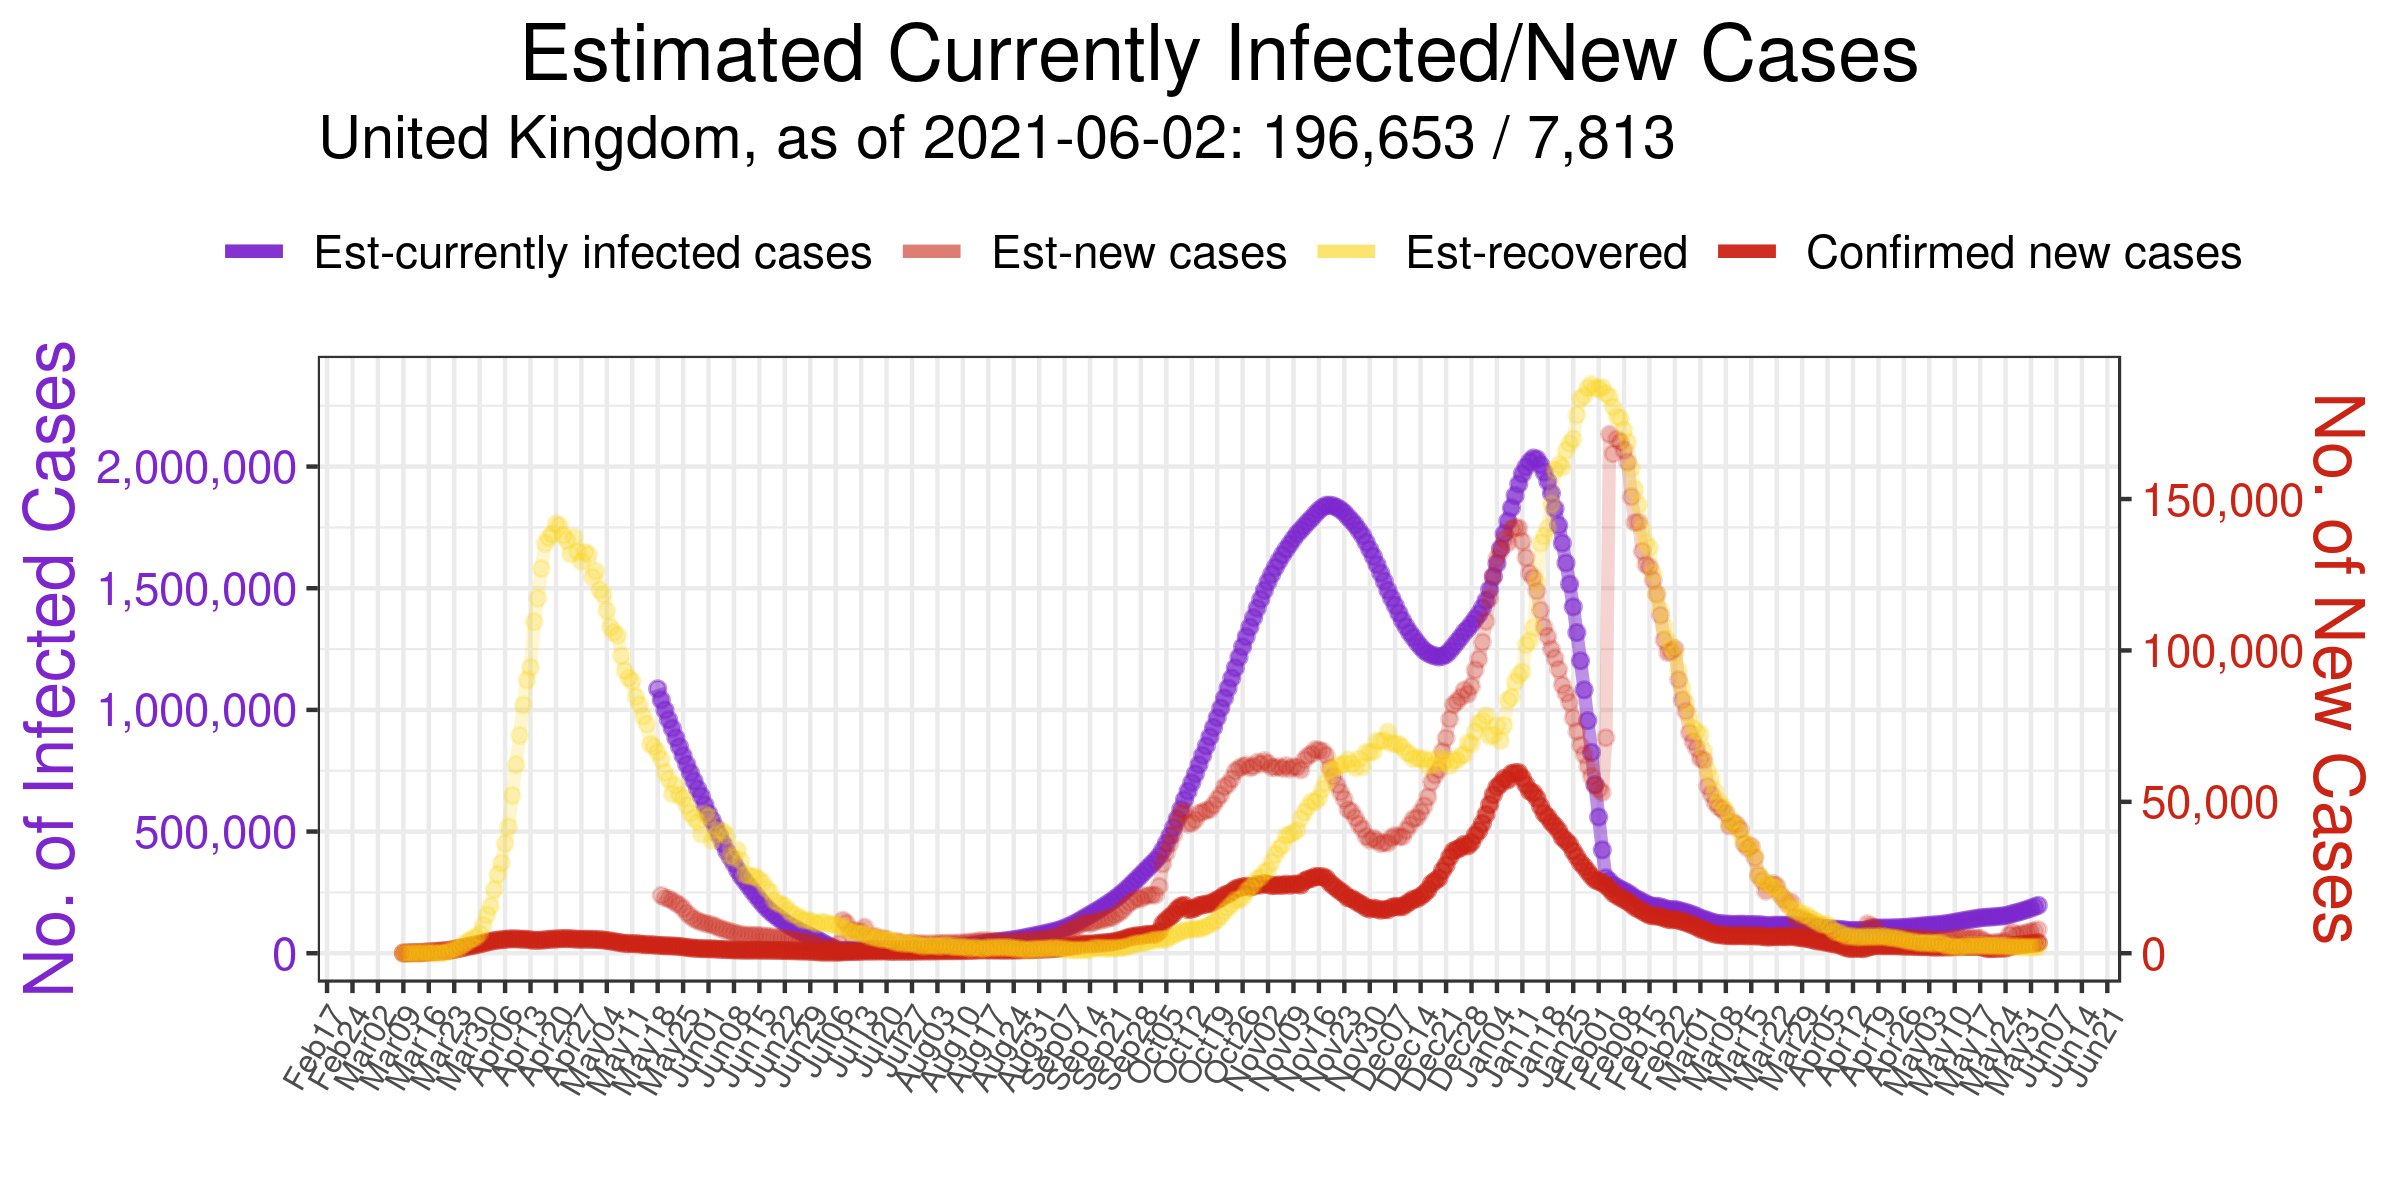 Estimated Currently Infected/New Cases
United Kingdom, as of 2021-06-02: 196,653 / 7,813
Est-currently infected cases Est-new cases Est-recovered Confirmed new cases
No. of Infected Cases
2,000,000
1,500,000
1,000,000
500,000
0
No. of New Cases
150,000
100,000
50,000
0
Feb17
Feb24
Mar02
Mar09
Mar16
Mar23
Mar30
Apr06
Apr13
Apr20
Apr27
May04
May11
May18
May25
Jun01
Jun08
Jun15
Jun22
Jun29
Jul06
Jul13
Jul20
Jul27
Aug03
Aug10
Aug17
Aug24
Aug31
Sep07
Sep14
Sep21
Sep28
Oct05
Oct12
Oct19
Oct26
Nov02
Nov09
Nov16
Nov23
Nov30
Dec07
Dec14
Dec21
Dec28
Jan04
Jan11
Jan18
Jan25
Feb01
Feb08
Feb15
Feb22
Mar01
Mar08
Mar15
Mar22
Mar29
Apr05
Apr12
Apr19
Apr26
May03
May10
May17
May24
May31
Jun07
Jun14
Jun21